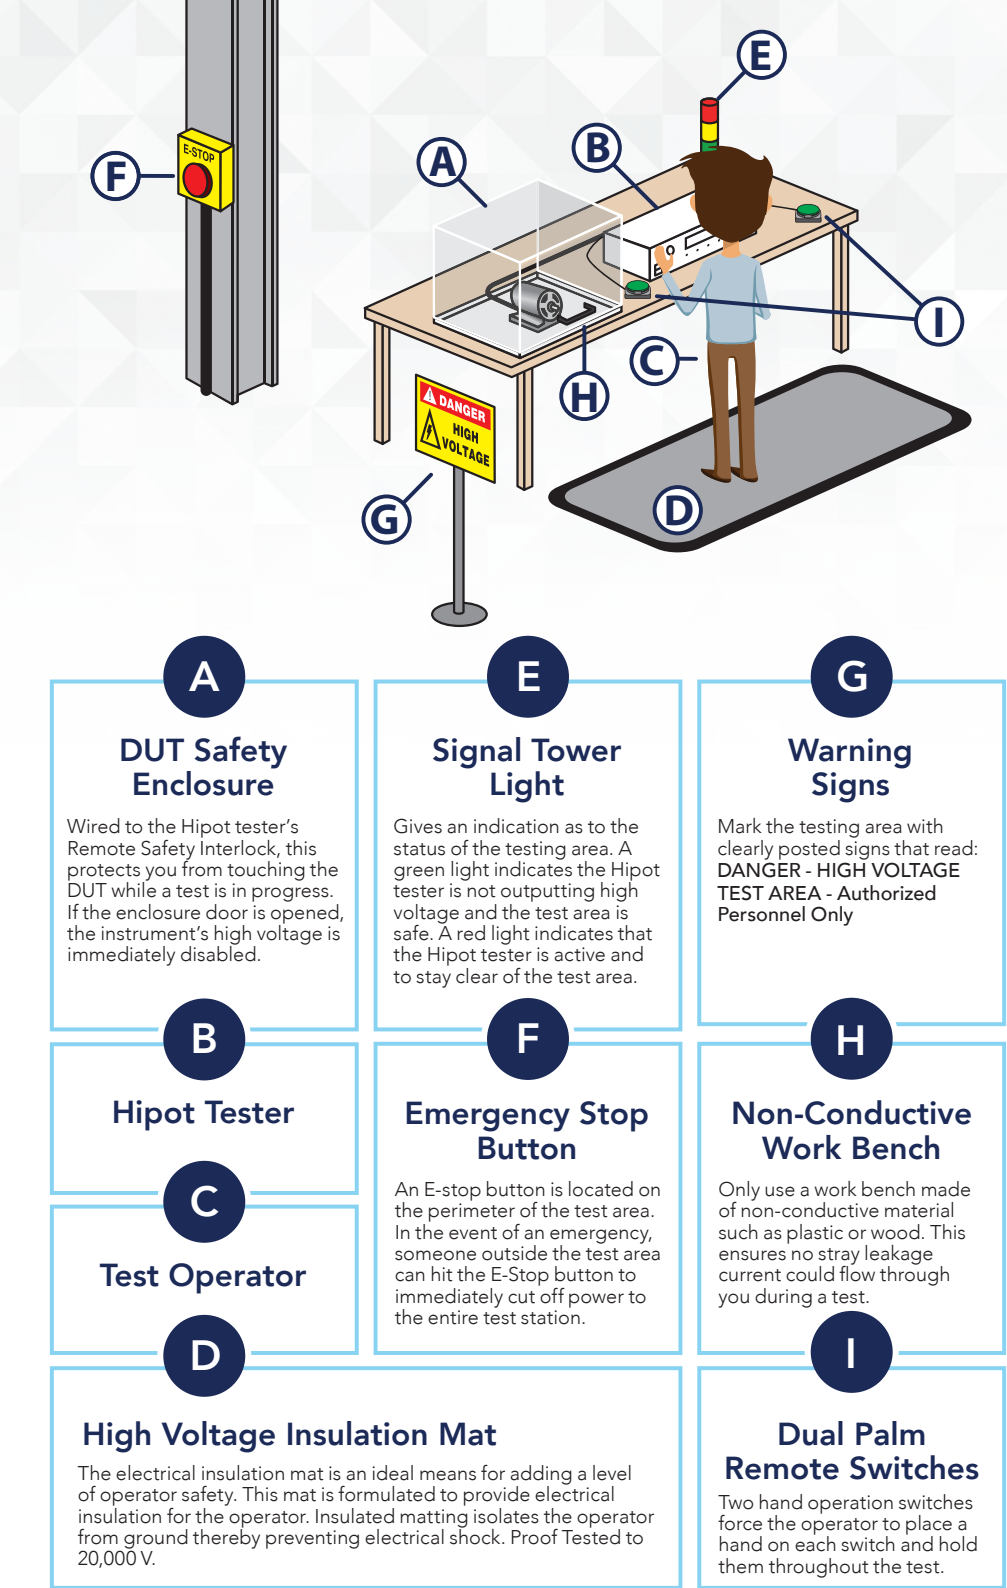 E
B
A
E-STOP
F
I
C
H
DANGER
HIGH
VOLTAGE
G
D
A
DUT Safety
Enclosure
Wired to the Hipot tester's
Remote Safety Interlock, this
protects you from touching the
DUT while a test is in progress.
If the enclosure door is opened,
the instrument's high voltage is
immediately disabled.
B
Hipot Tester
C
Test Operator
D
High Voltage Insulation Mat
The electrical insulation mat is an ideal means for adding a level
of operator safety. This mat is formulated to provide electrical
insulation for the operator. Insulated matting isolates the operator
from ground thereby preventing electrical shock. Proof Tested to
20,000 V.
E
Signal Tower
Light
Gives an indication as to the
status of the testing area. A
green light indicates the Hipot
tester is not outputting high
voltage and the test area is
safe. A red light indicates that
the Hipot tester is active and
to stay clear of the test area.
F
Emergency Stop
Button
An E-stop button is located on
the perimeter of the test area.
In the event of an emergency,
someone outside the test area
can hit the E-Stop button to
immediately cut off power to
the entire test station.
G
Warning
Signs
Mark the testing area with
clearly posted signs that read:
DANGER - HIGH VOLTAGE
TEST AREA - Authorized
Personnel Only
H
Non-Conductive
Work Bench
Only use a work bench made
of non-conductive material
such as plastic or wood. This
ensures no stray leakage
current could flow through
you during a test.
I
Dual Palm
Remote Switches
Two hand operation switches
force the operator to place a
hand on each switch and hold
them throughout the test.